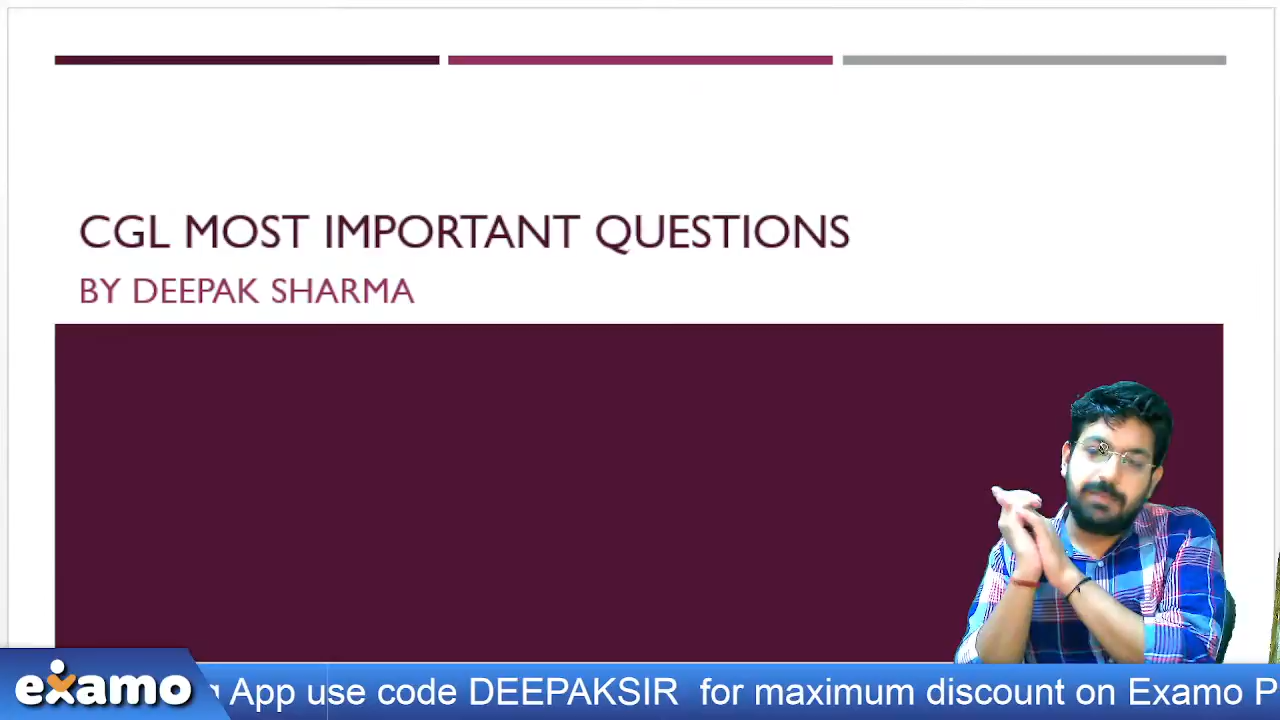 CGL MOST IMPORTANT QUESTIONS
BY DEEPAK SHARMA
examo
App use code DEEPAKSIR for maximum discount on Examo